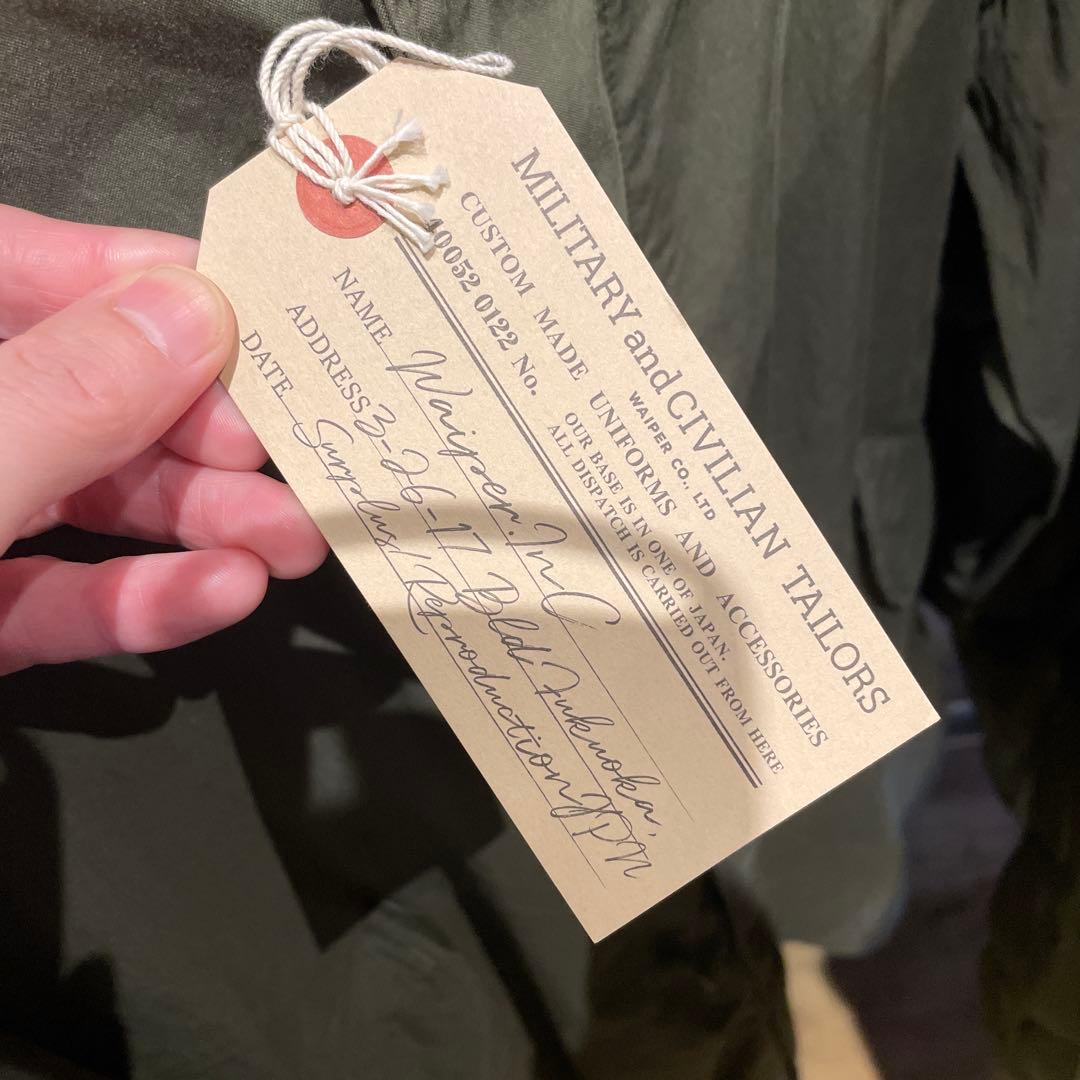 MILITARY and CIVILIAN TAILORS
WAIPER CO., LTD
CUSTOM MADE UNIFORMS AND ACCESSORIES
OUR BASE IS IN ONE OF JAPAN.
40052 0122 No. ALL DISPATCH IS CARRIED OUT FROM HERE
NAME Waiper.Inc
ADDRESS 3-26-17 Bld Fukuoka,
DATE Surplus/Reproduction JPN